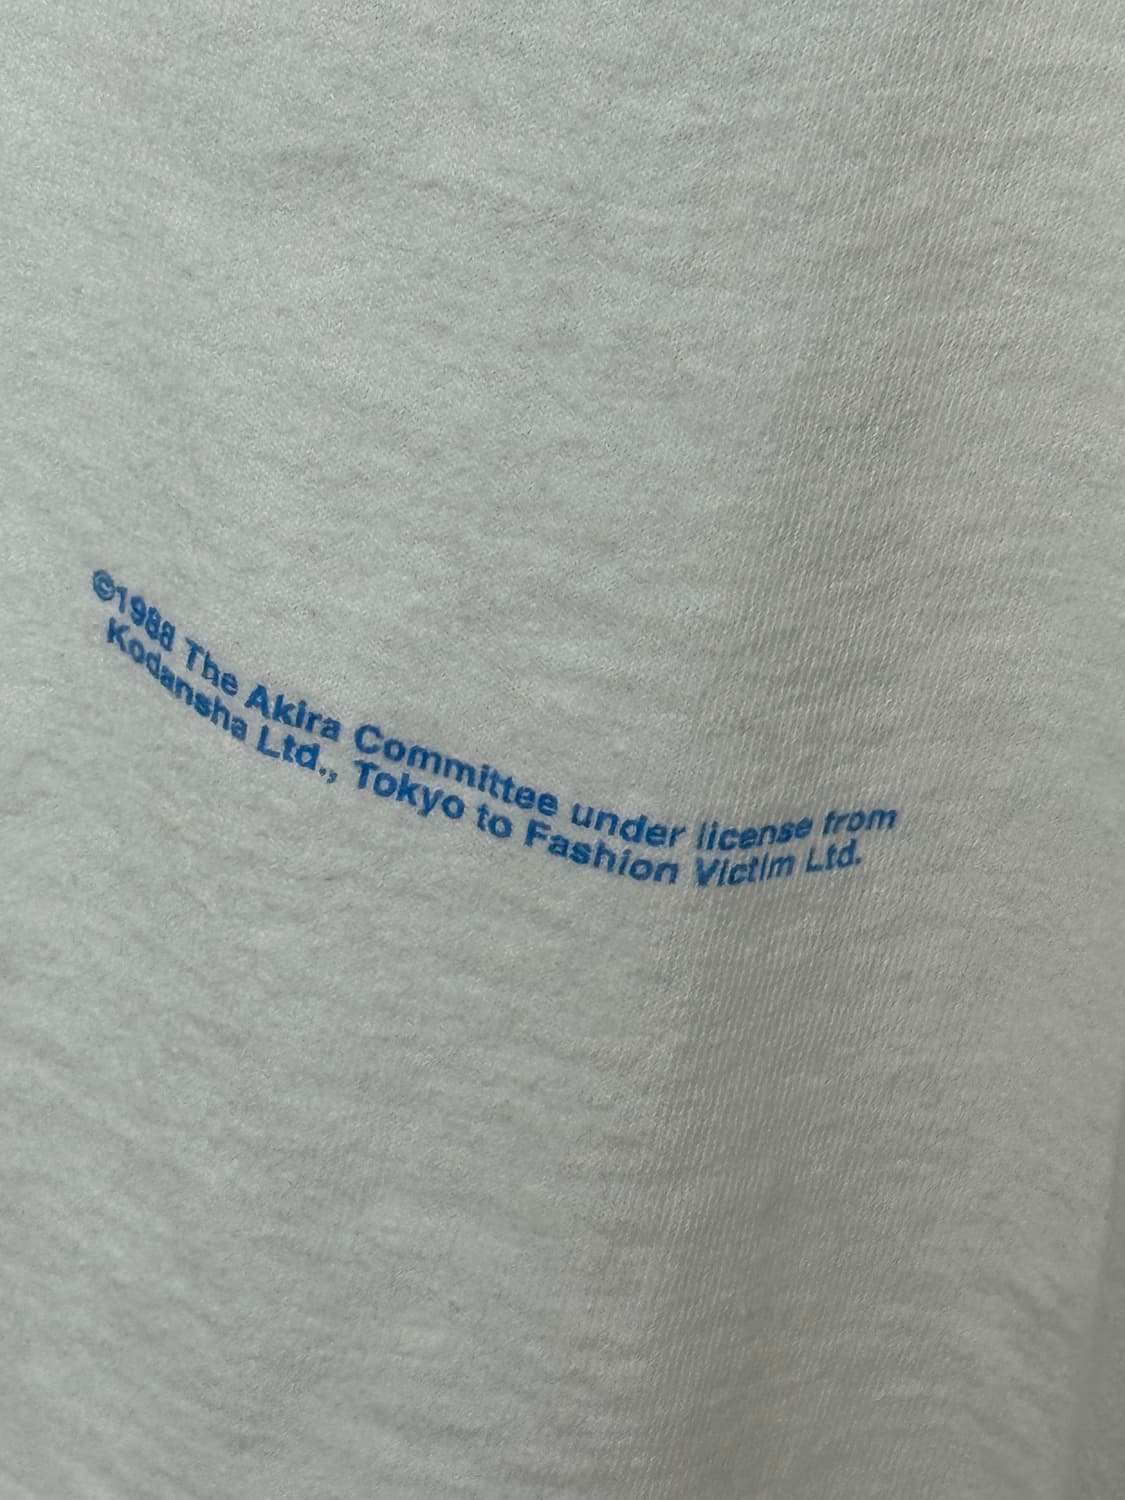 ©1988 The Akira Committee under license from
Kodansha Ltd., Tokyo to Fashion Victim Ltd.